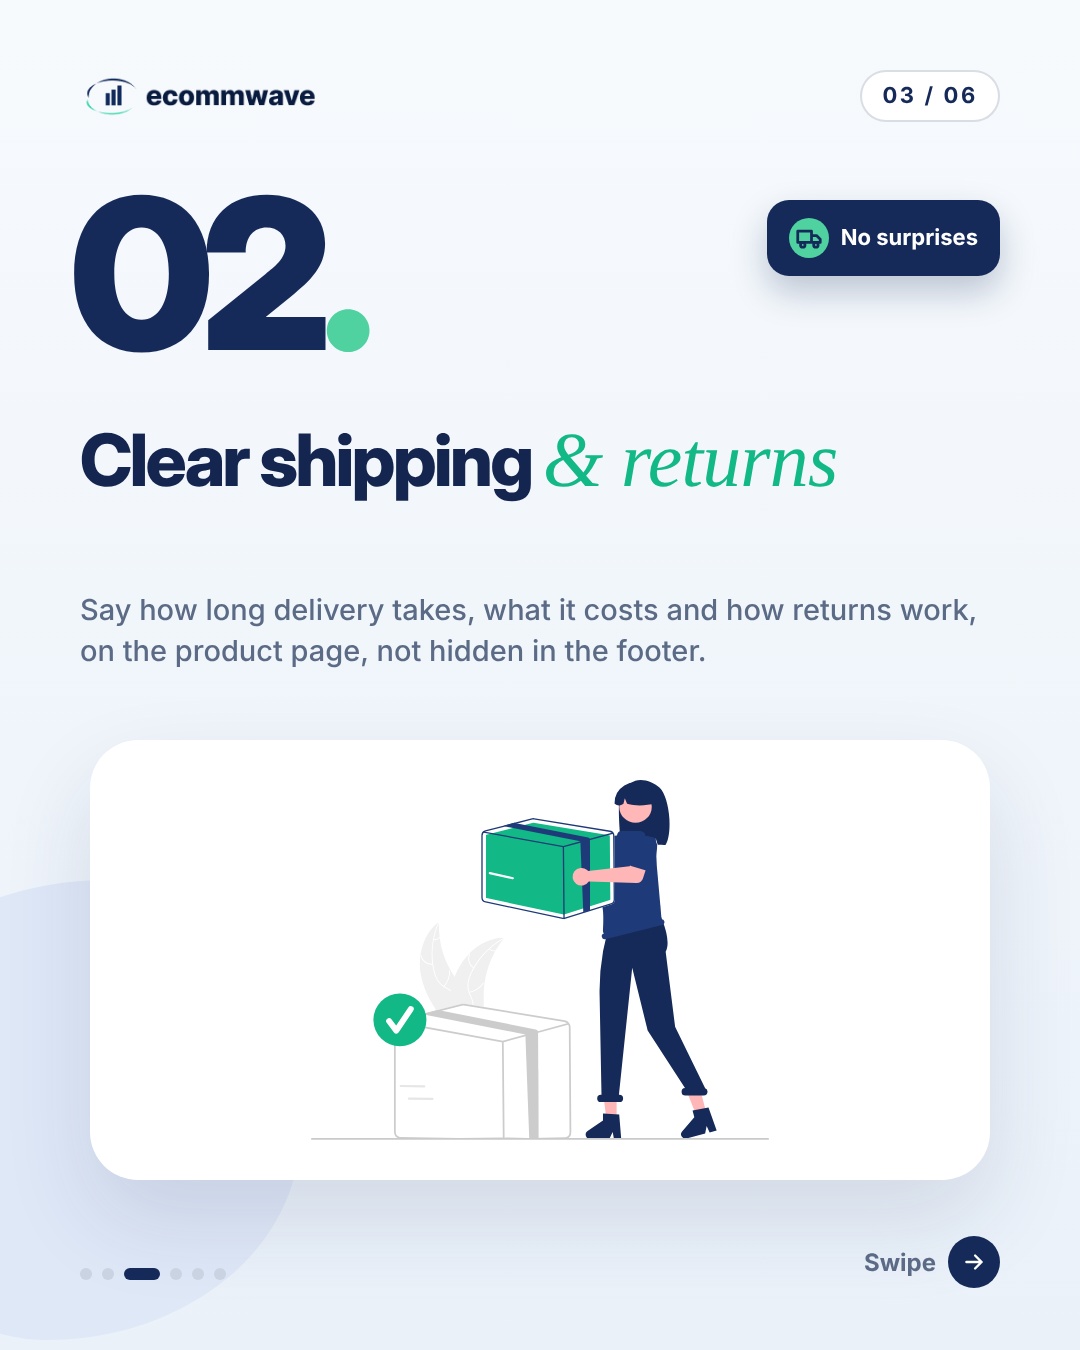 ecommwave
03 / 06
02.
No surprises
Clear shipping & returns
Say how long delivery takes, what it costs and how returns work,
on the product page, not hidden in the footer.
Swipe